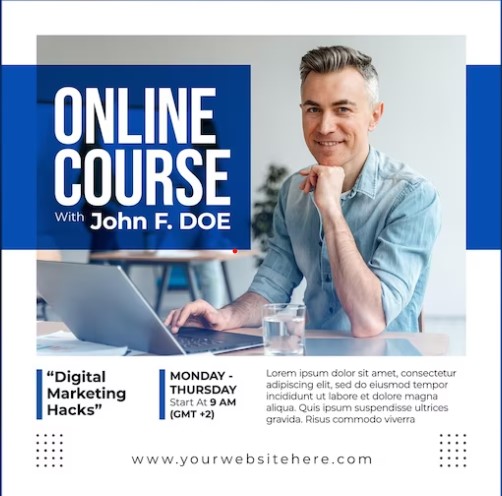 ONLINE
COURSE
With John F. DOE
“Digital
Marketing
Hacks”
MONDAY -
THURSDAY
Start At 9 AM
(GMT +2)
Lorem ipsum dolor sit amet, consectetur
adipiscing elit, sed do eiusmod tempor
incididunt ut labore et dolore magna
aliqua. Quis ipsum suspendisse ultrices
gravida. Risus commodo viverra
www.yourwebsitehere.com